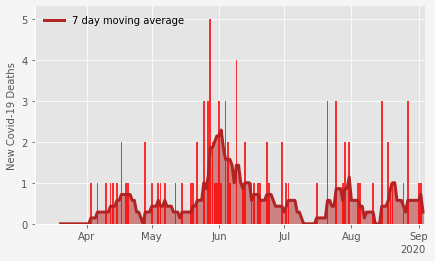 7 day moving average
New Covid-19 Deaths
5
4
3
2
1
0
Apr
May
Jun
Jul
Aug
Sep
2020